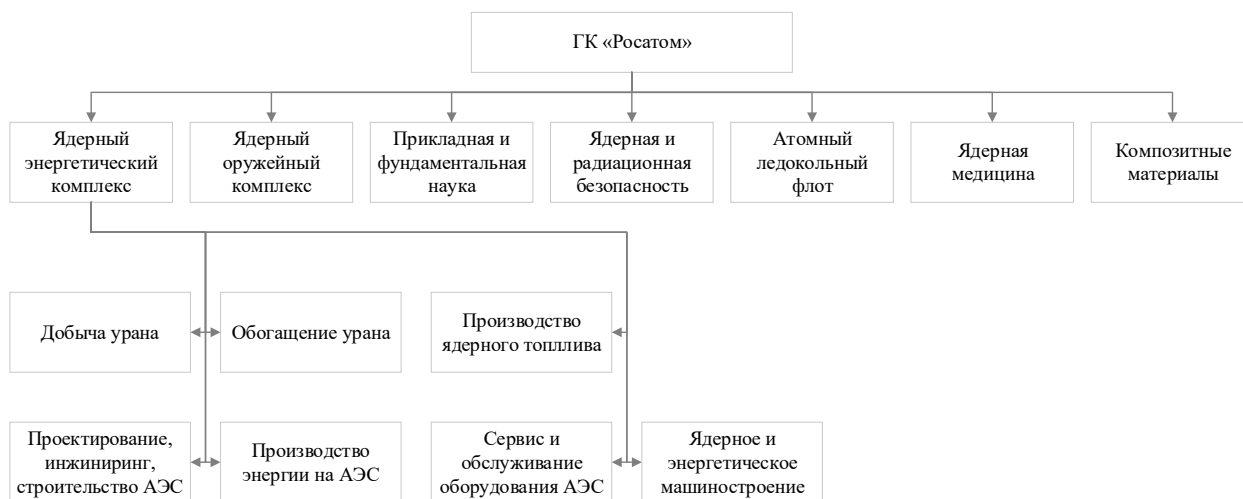 ГК «Росатом»
Ядерный
энергетический
комплекс
Ядерный
оружейный
комплекс
Прикладная и
фундаментальная
наука
Ядерная и
радиационная
безопасность
Атомный
ледокольный
флот
Ядерная
медицина
Композитные
материалы
Добыча урана
Обогащение урана
Производство
ядерного топллива
Проектирование,
инжиниринг,
строительство АЭС
Производство
энергии на АЭС
Сервис и
обслуживание
оборудования АЭС
Ядерное и
энергетическое
машиностроение